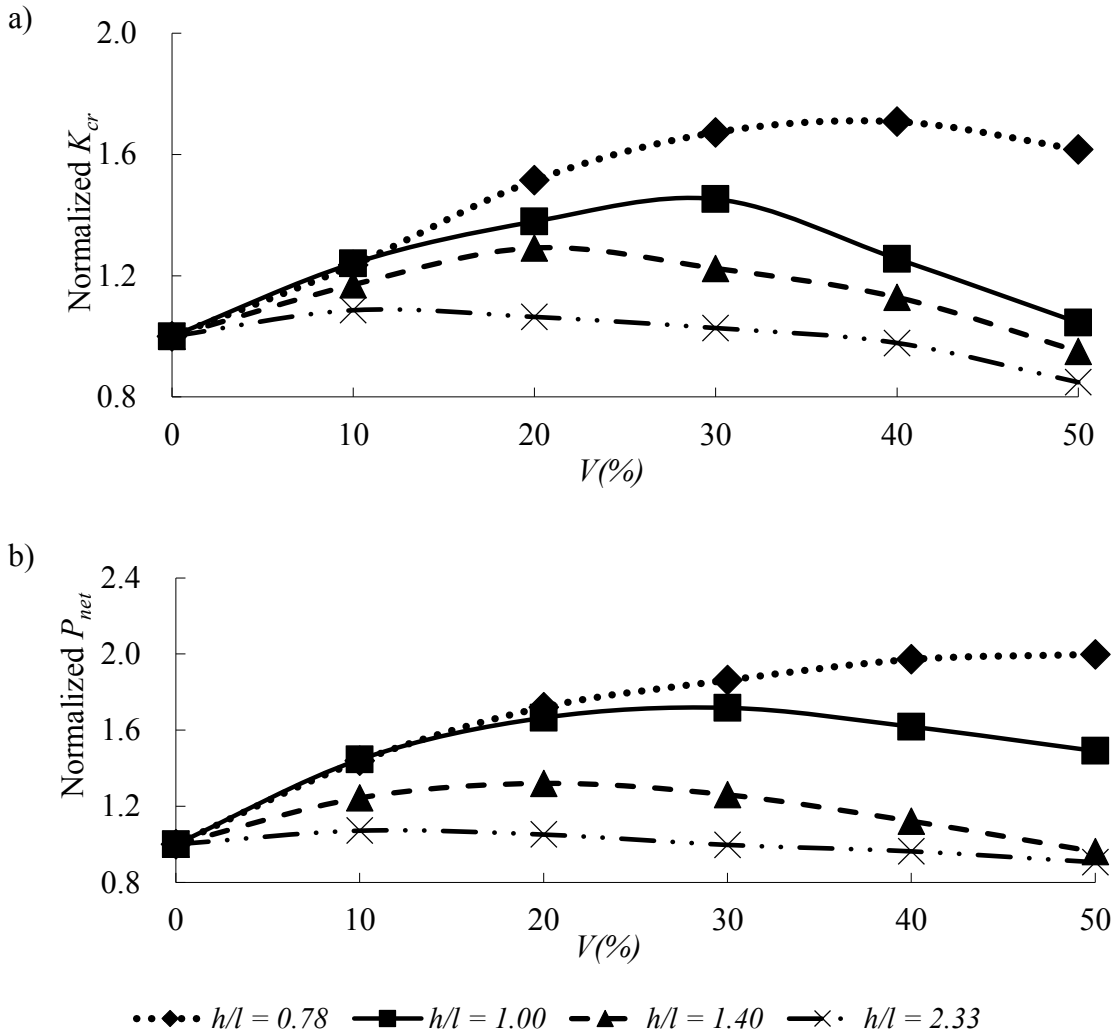 a)
Normalized K_cr
2.0
1.6
1.2
0.8
0 10 20 30 40 50
V(%)
b)
Normalized P_net
2.4
2.0
1.6
1.2
0.8
0 10 20 30 40 50
V(%)
h/l = 0.78 h/l = 1.00 h/l = 1.40 h/l = 2.33